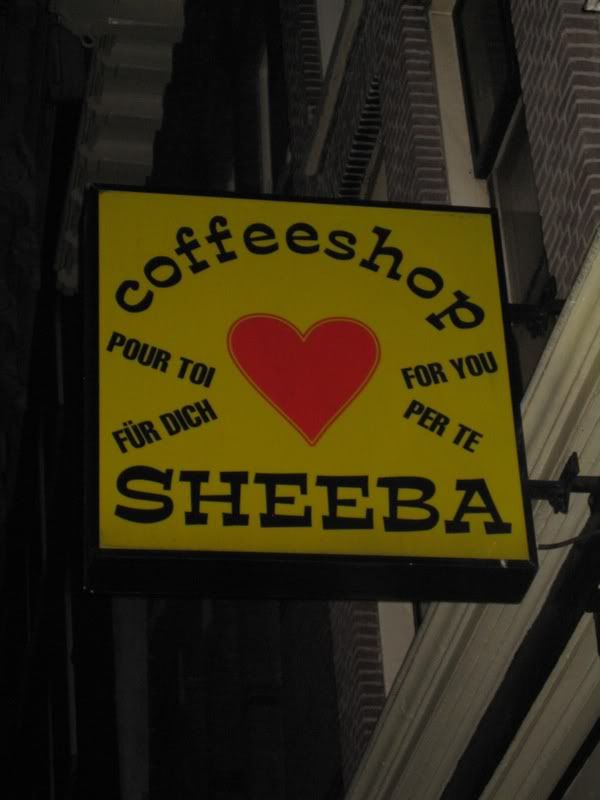 coffeeshop
POUR TOI
FOR YOU
FÜR DICH
PER TE
SHEEBA